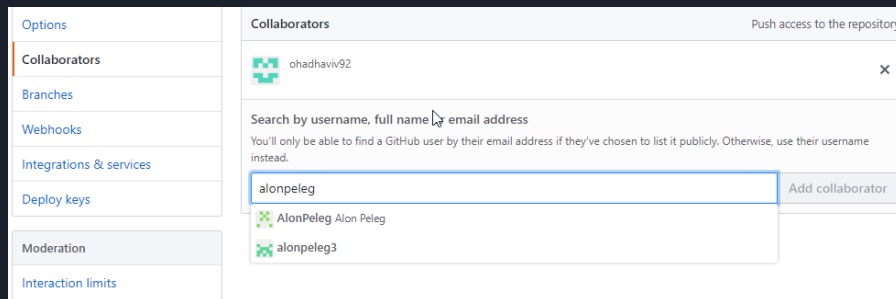 Options
Collaborators
Branches
Webhooks
Integrations & services
Deploy keys
Moderation
Interaction limits
Collaborators
Push access to the repository
ohadhaviv92
Search by username, full name or email address
You'll only be able to find a GitHub user by their email address if they've chosen to list it publicly. Otherwise, use their username
instead.
alonpeleg
Add collaborator
AlonPeleg Alon Peleg
alonpeleg3